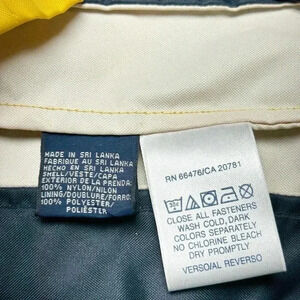 MADE IN SRI LANKA
FABRIQUE AU SRI LANKA
HECHO EN SRI LANKA
SHELL/VESTE/CAPA
EXTERIOR DE LA PRENDA:
100% NYLON/NILON
LINING/DOUBLURE/FORRO:
100% POLYESTER/
POLIÉSTER
RN 66476/CA 20781
CLOSE ALL FASTENERS
WASH COLD, DARK
COLORS SEPARATELY
NO CHLORINE BLEACH
DRY PROMPTLY
VERSO/AL REVERSO